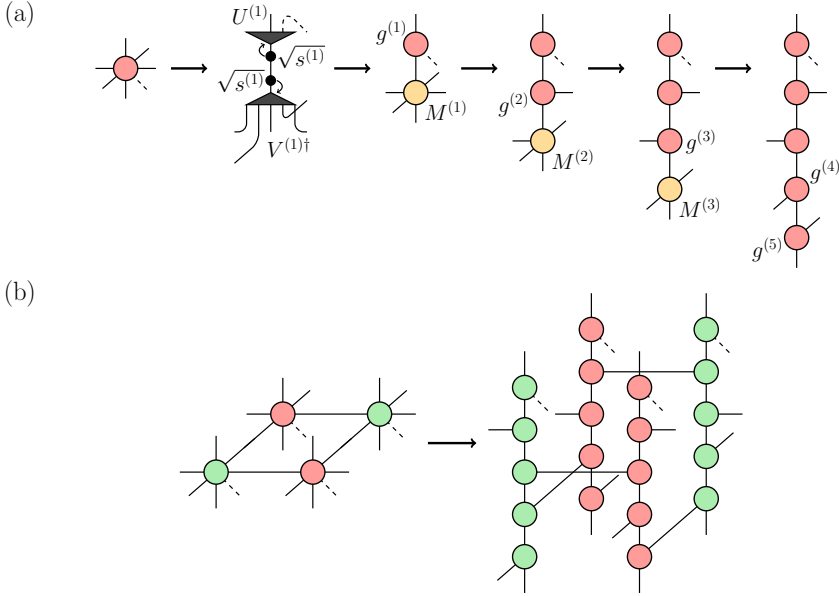 (a)
U^{(1)}
√s^{(1)}
√s^{(1)}
V^{(1)†}
g^{(1)}
M^{(1)}
g^{(2)}
M^{(2)}
g^{(3)}
M^{(3)}
g^{(4)}
g^{(5)}
(b)